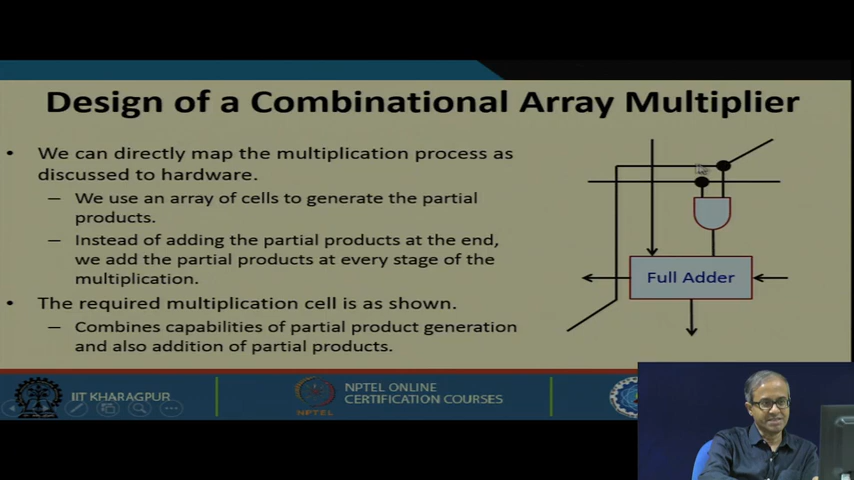 Design of a Combinational Array Multiplier
• We can directly map the multiplication process as
discussed to hardware.
– We use an array of cells to generate the partial
products.
– Instead of adding the partial products at the end,
we add the partial products at every stage of the
multiplication.
• The required multiplication cell is as shown.
– Combines capabilities of partial product generation
and also addition of partial products.
Full Adder
IIT KHARAGPUR
NPTEL
NPTEL ONLINE
CERTIFICATION COURSES